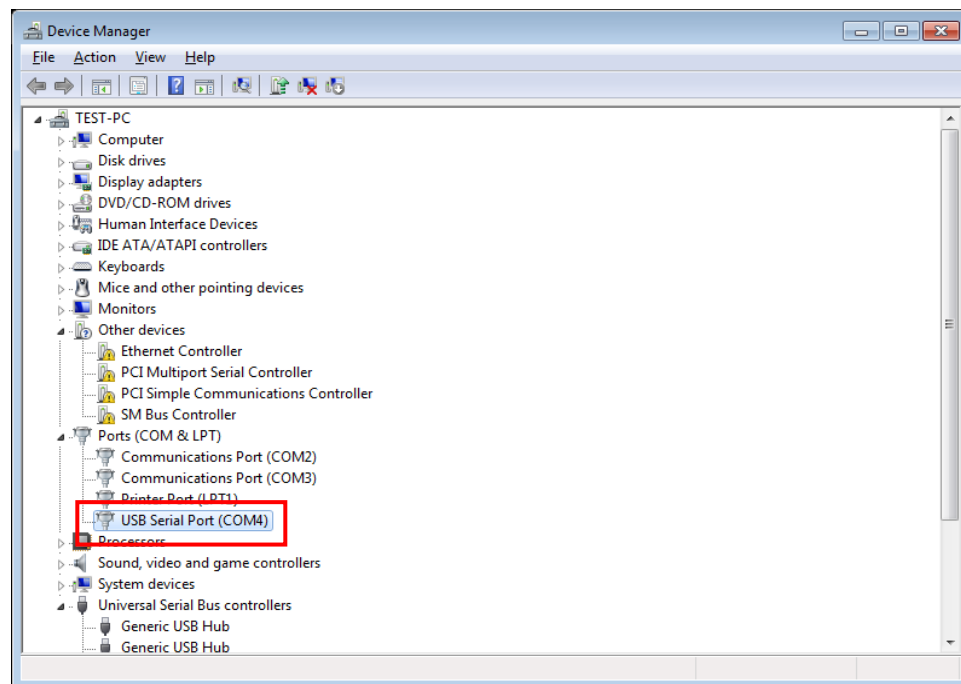 Device Manager
File Action View Help
TEST-PC
Computer
Disk drives
Display adapters
DVD/CD-ROM drives
Human Interface Devices
IDE ATA/ATAPI controllers
Keyboards
Mice and other pointing devices
Monitors
Other devices
Ethernet Controller
PCI Multiport Serial Controller
PCI Simple Communications Controller
SM Bus Controller
Ports (COM & LPT)
Communications Port (COM2)
Communications Port (COM3)
Printer Port (LPT1)
USB Serial Port (COM4)
Processors
Sound, video and game controllers
System devices
Universal Serial Bus controllers
Generic USB Hub
Generic USB Hub